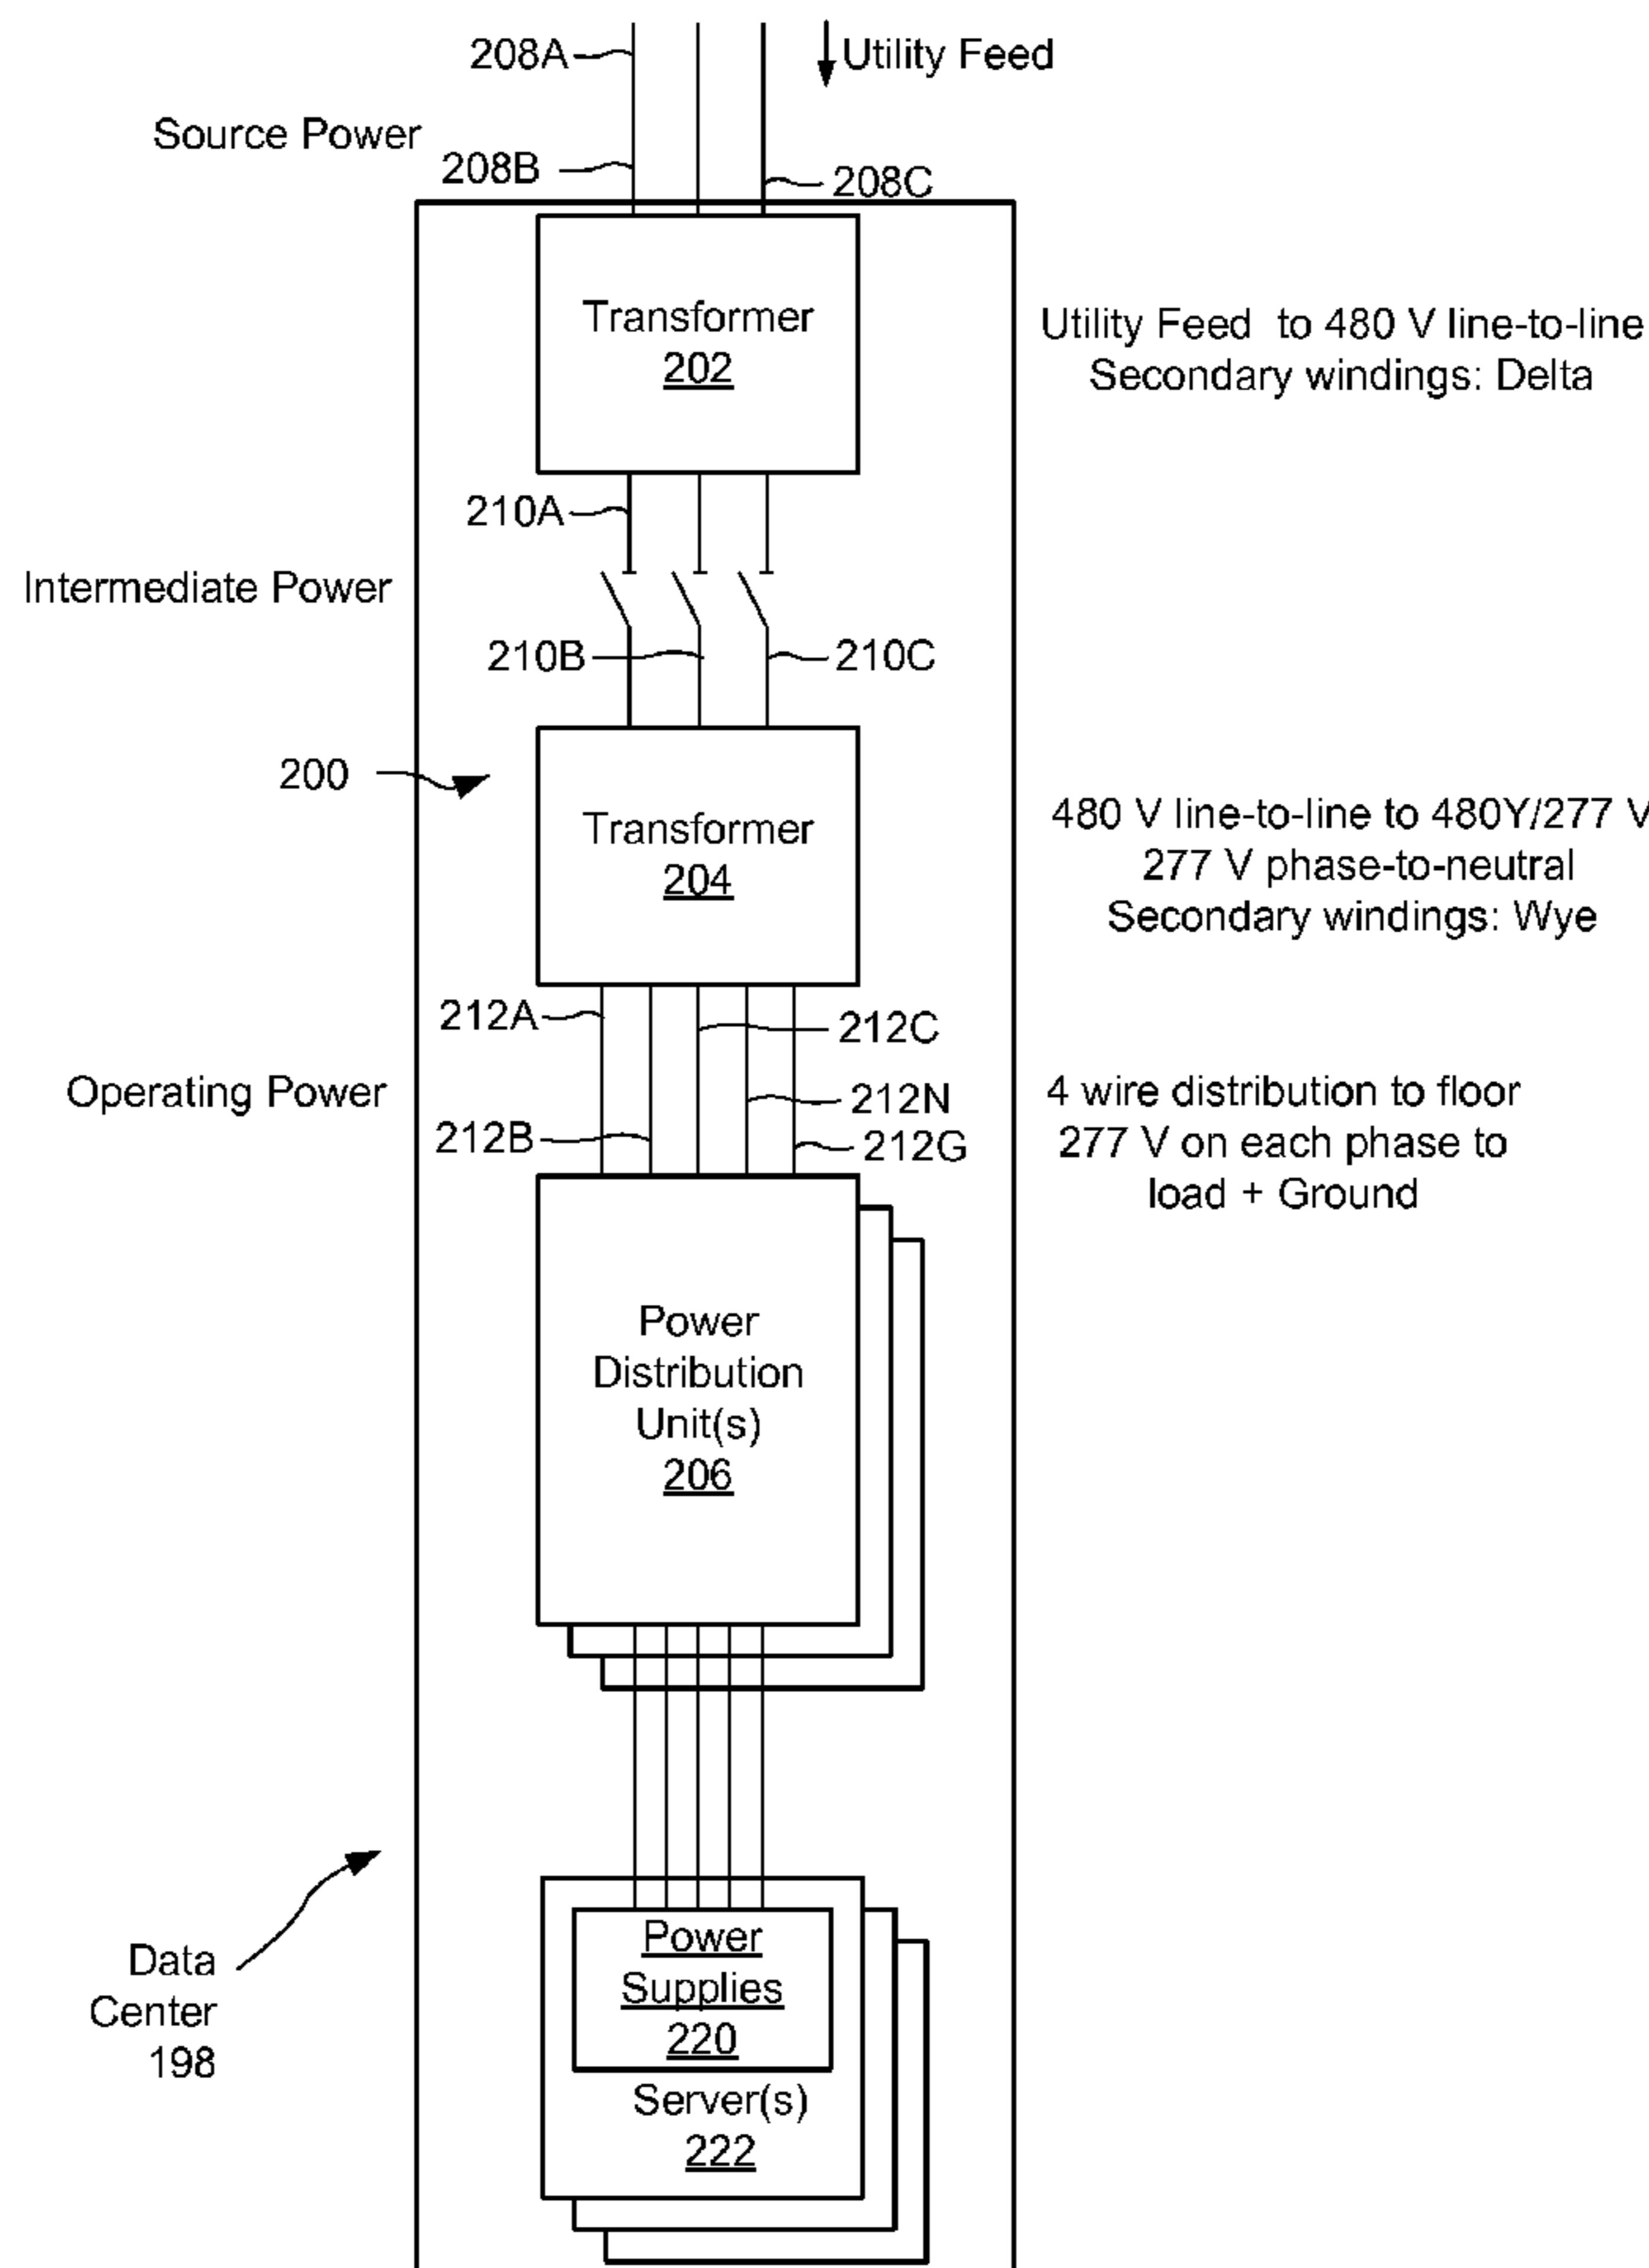 208A
Utility Feed
Source Power
208B
208C
Transformer
202
Utility Feed to 480 V line-to-line
Secondary windings: Delta
210A
Intermediate Power
210B
210C
200
Transformer
204
480 V line-to-line to 480Y/277 V
277 V phase-to-neutral
Secondary windings: Wye
212A
212C
Operating Power
212N
212B
212G
4 wire distribution to floor
277 V on each phase to
load + Ground
Power
Distribution
Unit(s)
206
Data
Center
198
Power
Supplies
220
Server(s)
222